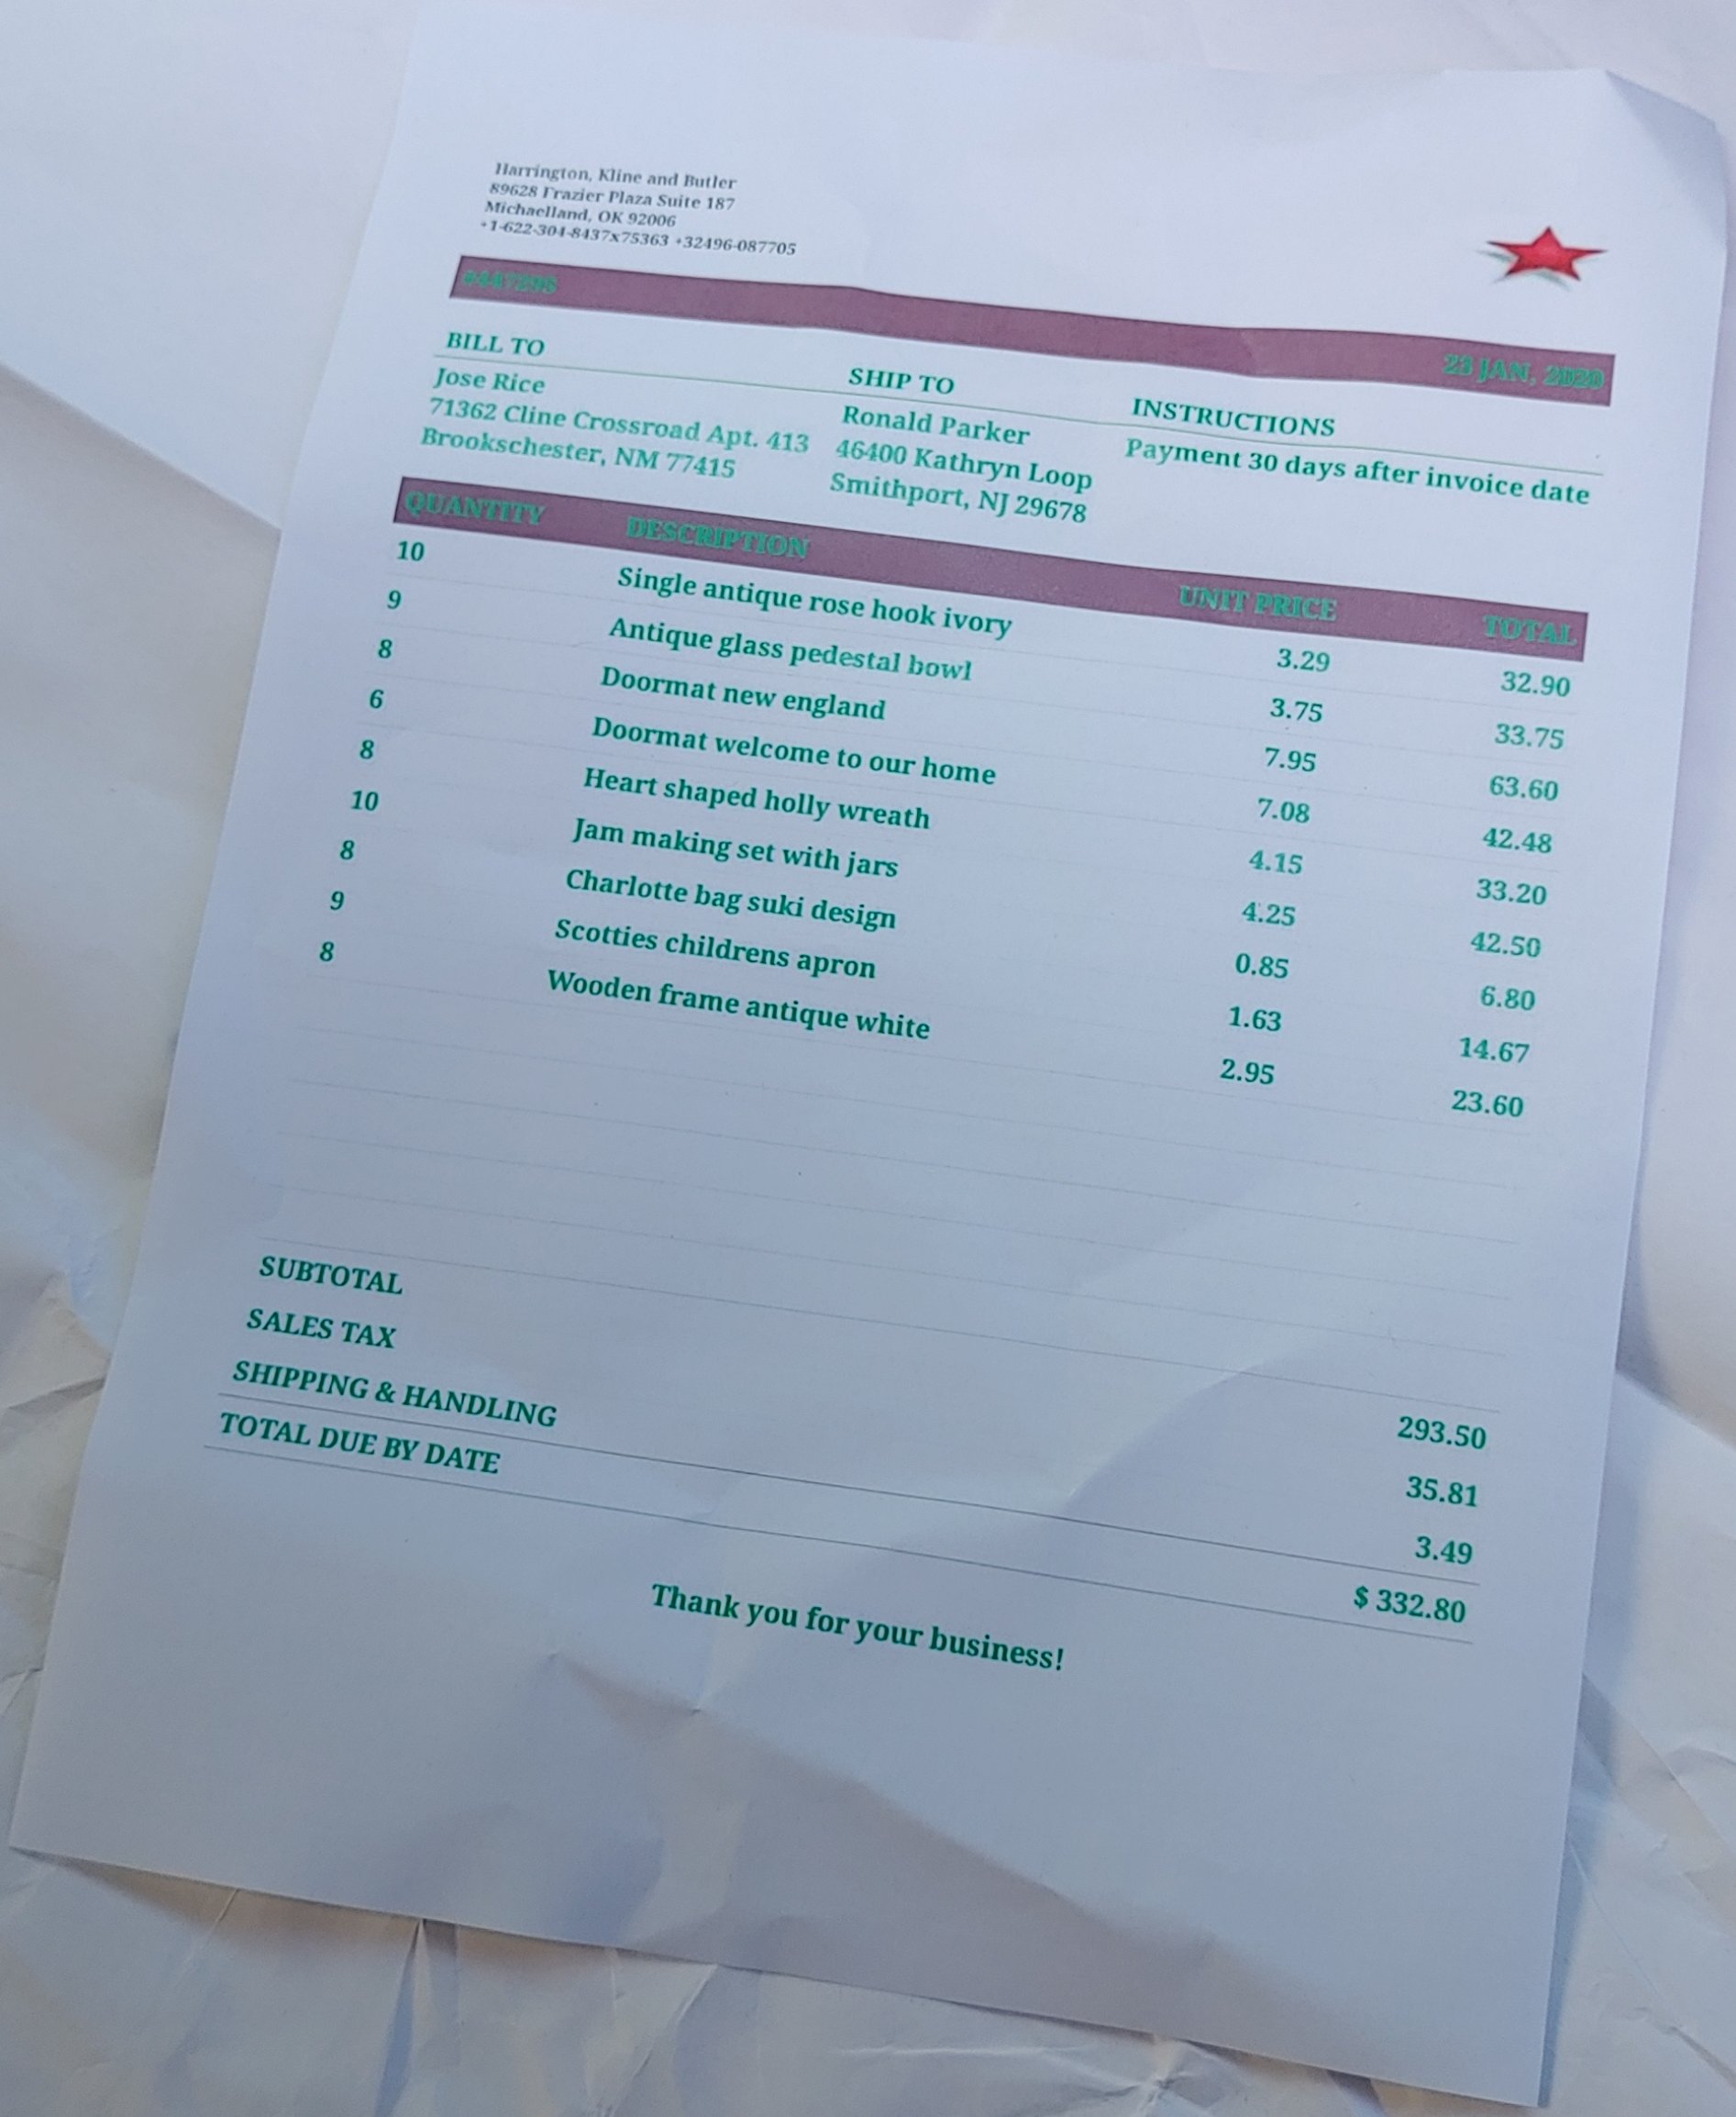 Harrington, Kline and Butler
89628 Frazier Plaza Suite 187
Michaelland, OK 92006
+1-622-304-8437x75363 +32496-087705
#447295
23 JAN, 2020
BILL TO
Jose Rice
71362 Cline Crossroad Apt. 413
Brookschester, NM 77415
SHIP TO
Ronald Parker
46400 Kathryn Loop
Smithport, NJ 29678
INSTRUCTIONS
Payment 30 days after invoice date
QUANTITY DESCRIPTION UNIT PRICE TOTAL
10 Single antique rose hook ivory 3.29 32.90
9 Antique glass pedestal bowl 3.75 33.75
8 Doormat new england 7.95 63.60
6 Doormat welcome to our home 7.08 42.48
8 Heart shaped holly wreath 4.15 33.20
10 Jam making set with jars 4.25 42.50
8 Charlotte bag suki design 0.85 6.80
9 Scotties childrens apron 1.63 14.67
8 Wooden frame antique white 2.95 23.60
SUBTOTAL 293.50
SALES TAX 35.81
SHIPPING & HANDLING 3.49
TOTAL DUE BY DATE $ 332.80
Thank you for your business!